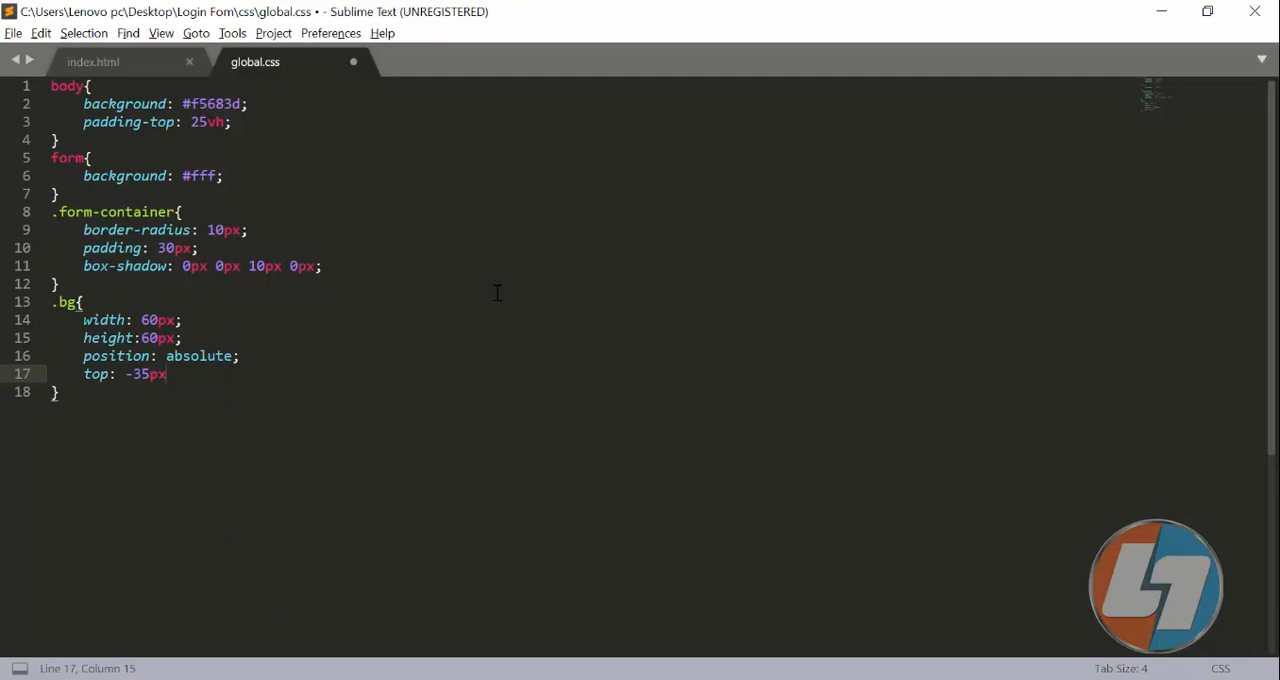 C:\Users\Lenovo pc\Desktop\Login Fom\css\global.css • - Sublime Text (UNREGISTERED)
File Edit Selection Find View Goto Tools Project Preferences Help
index.html global.css
1 body{
2 background: #f5683d;
3 padding-top: 25vh;
4 }
5 form{
6 background: #fff;
7 }
8 .form-container{
9 border-radius: 10px;
10 padding: 30px;
11 box-shadow: 0px 0px 10px 0px;
12 }
13 .bg{
14 width: 60px;
15 height:60px;
16 position: absolute;
17 top: -35px
18 }
Line 17, Column 15 Tab Size: 4 CSS